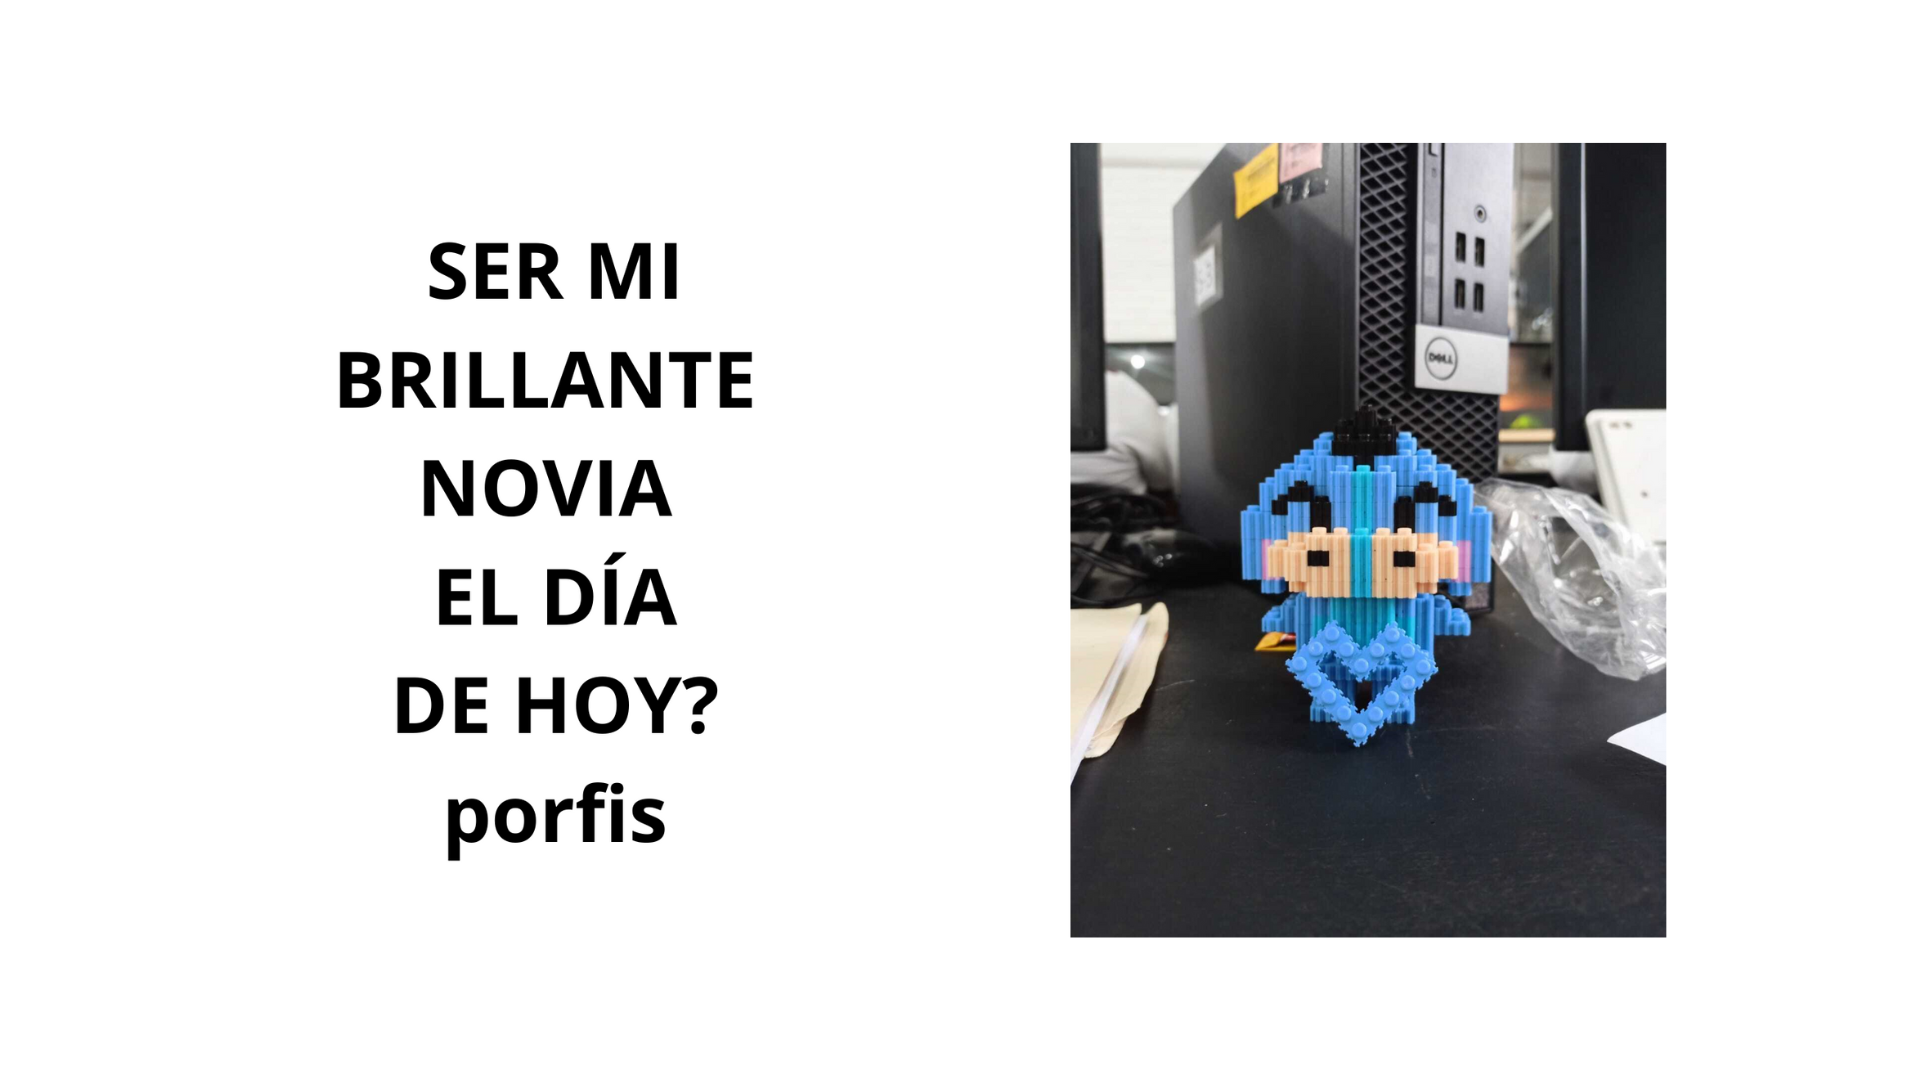 SER MI
BRILLANTE
NOVIA
EL DÍA
DE HOY?
porfis
DELL